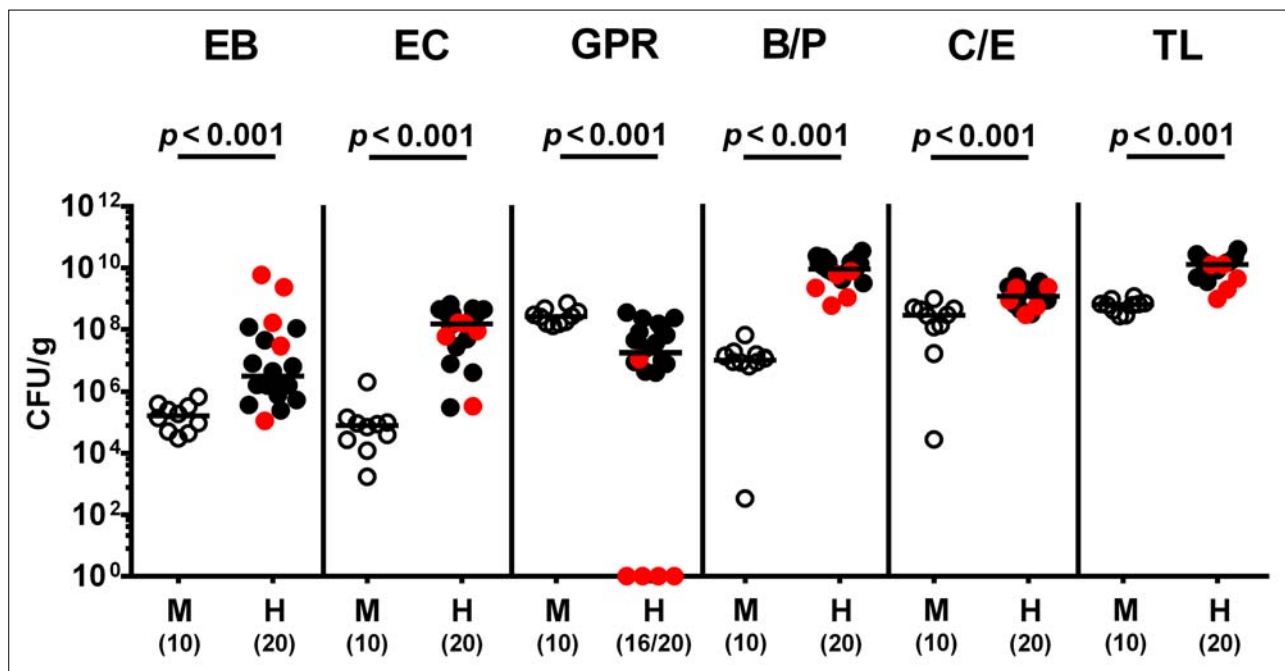 EB EC GPR B/P C/E TL
p < 0.001 p < 0.001 p < 0.001 p < 0.001 p < 0.001 p < 0.001
CFU/g
10¹²
10¹⁰
10⁸
10⁶
10⁴
10²
10⁰
M H M H M H M H M H M H
(10) (20) (10) (20) (10) (16/20) (10) (20) (10) (20) (10) (20)